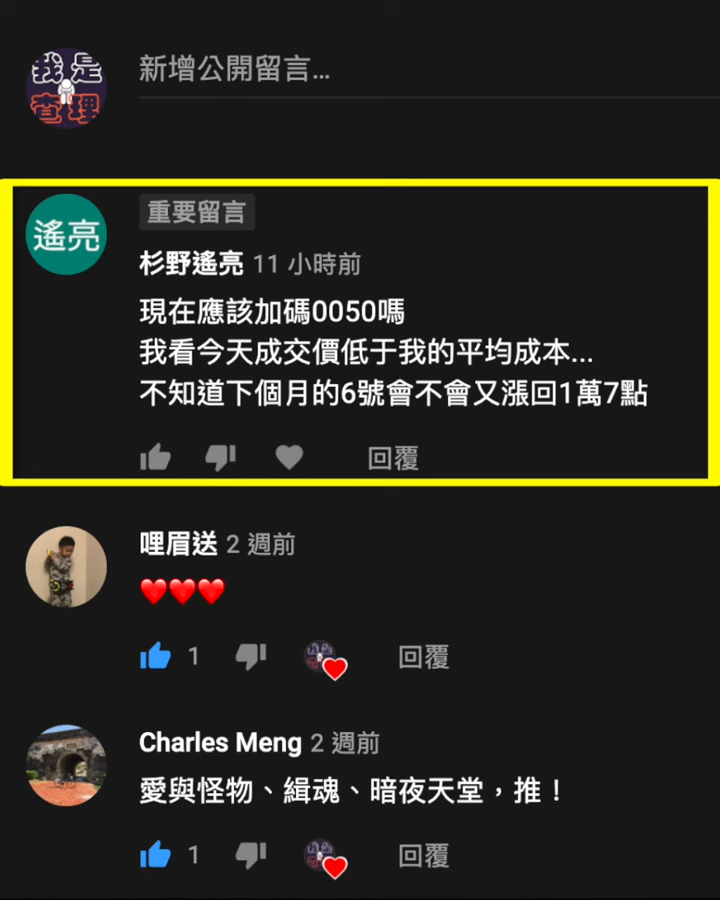 我是
查理
新增公開留言...
遙亮
重要留言
杉野遙亮 11 小時前
現在應該加碼0050嗎
我看今天成交價低于我的平均成本...
不知道下個月的6號會不會又漲回1萬7點
回覆
哩眉送 2 週前
❤️❤️❤️
1
回覆
Charles Meng 2 週前
愛與怪物、緝魂、暗夜天堂，推！
1
回覆